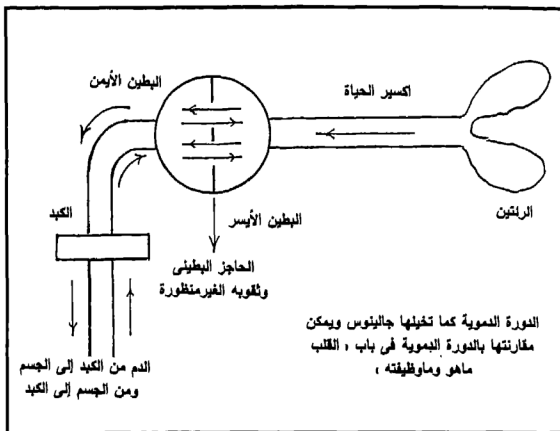 البطين الأيمن
اكسير الحياة
الكبد
الرئتين
البطين الأيسر
الحاجز البطينى
وثقوبه الغيرمنظورة
الدم من الكبد إلى الجسم
ومن الجسم إلى الكبد
الدورة الدموية كما تخيلها جالينوس ويمكن
مقارنتها بالدورة الدموية فى باب ، القلب
ماهو وماوظيفته ،